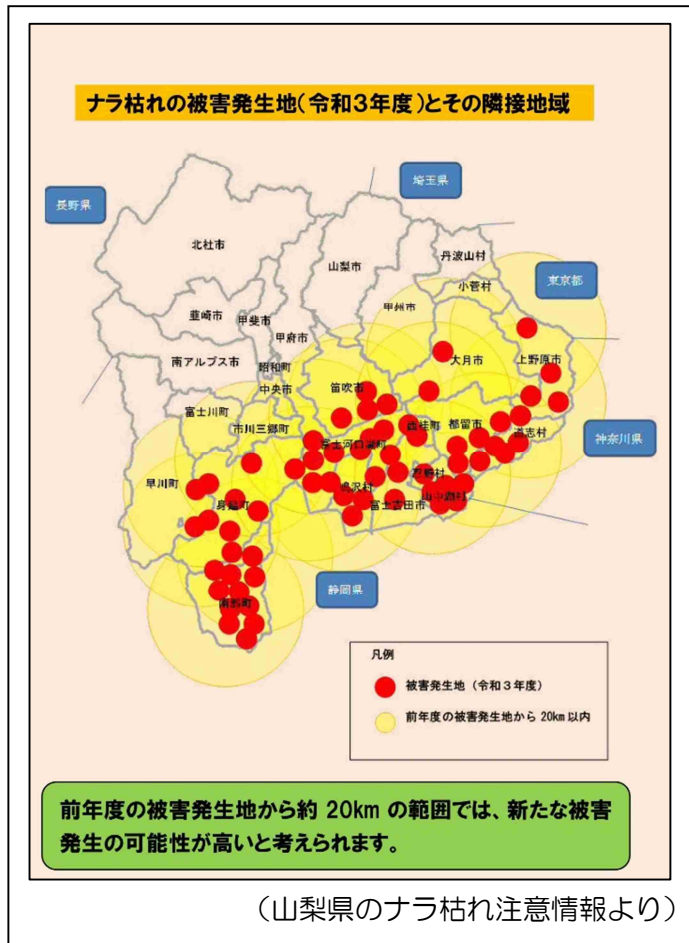 ナラ枯れの被害発生地(令和3年度)とその隣接地域
埼玉県
長野県
北杜市
山梨市
丹波山村
小菅村
東京都
甲州市
韮崎市
甲斐市
甲府市
大月市
上野原市
南アルプス市
昭和町
笛吹市
中央市
富士川町
市川三郷町
西桂町
都留市
道志村
神奈川県
富士河口湖町
早川町
忍野村
鳴沢村
身延町
山中湖村
富士吉田市
静岡県
南部町
凡例
被害発生地(令和3年度)
前年度の被害発生地から 20km 以内
前年度の被害発生地から約 20km の範囲では、新たな被害
発生の可能性が高いと考えられます。
(山梨県のナラ枯れ注意情報より)